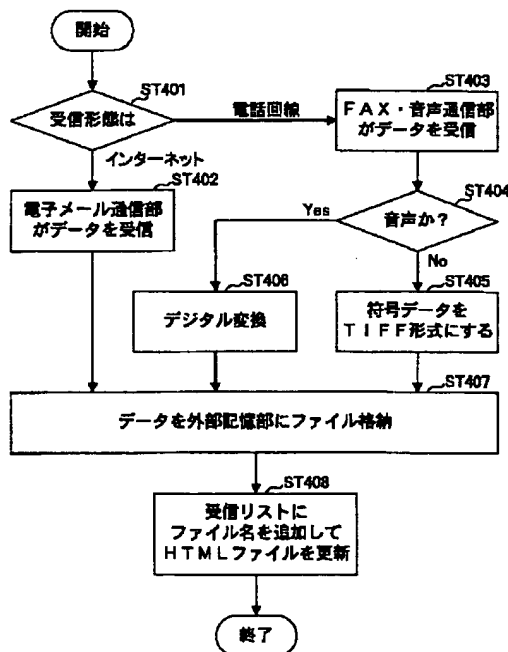 開始
ST401
受信形態は
電話回線
ST403
FAX・音声通信部
がデータを受信
インターネット
ST402
電子メール通信部
がデータを受信
ST404
音声か?
Yes
No
ST406
デジタル変換
ST405
符号データを
TIFF形式にする
ST407
データを外部記憶部にファイル格納
ST408
受信リストに
ファイル名を追加して
HTMLファイルを更新
終了